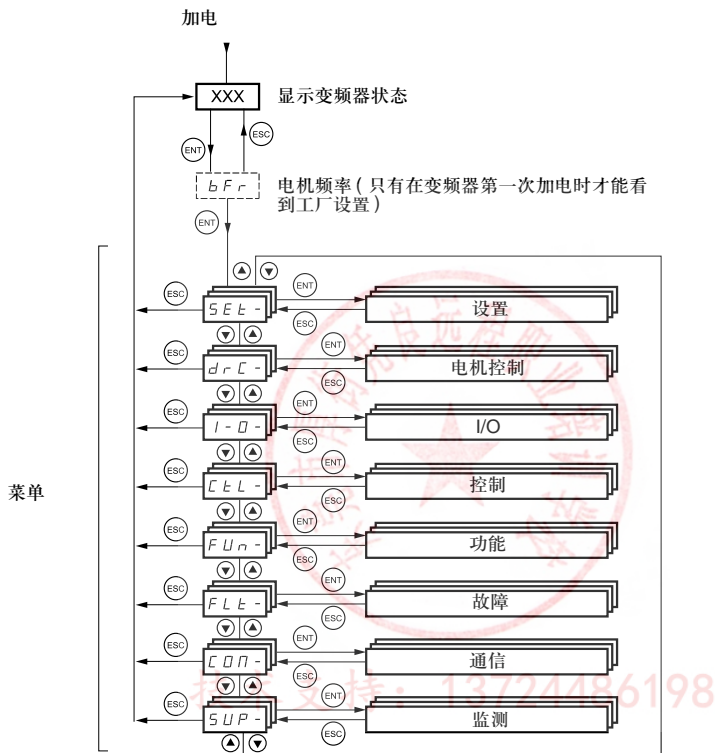 加电
XXX 显示变频器状态
ESC
ENT
bFr 电机频率 ( 只有在变频器第一次加电时才能看
到工厂设置 )
ENT
ENT
ESC SEt - 设置
ESC
ENT
ESC drC - 电机控制
ESC
ENT
ESC I-O- I/O
ESC
ENT
菜单 ESC CtL - 控制
ESC
ENT
ESC FUn - 功能
ESC
ENT
ESC FLt - 故障
ESC
ENT
ESC COM - 通信
ESC
ENT
ESC SUP- 监测
ESC
技术支持：13724486198